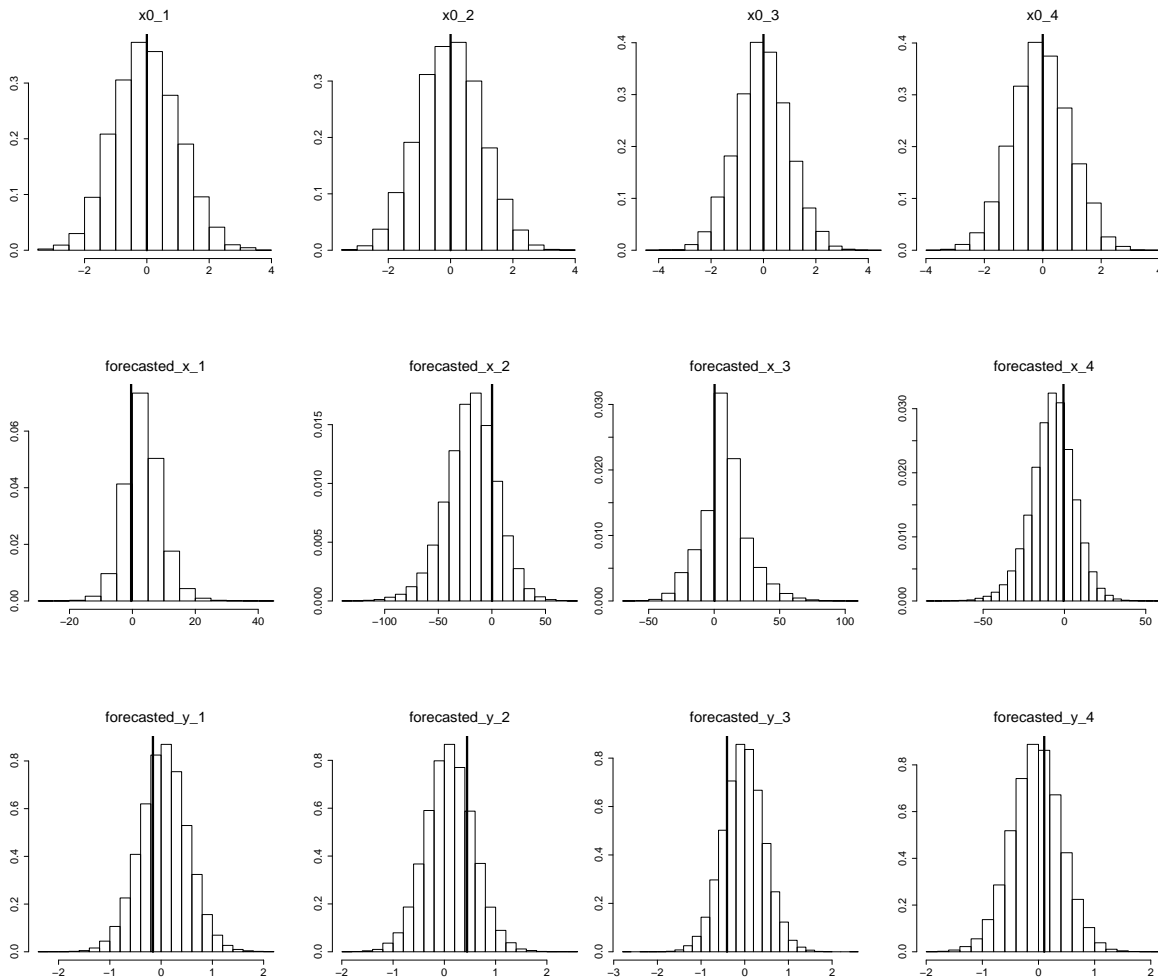 x0_1
x0_2
x0_3
x0_4
0.0 0.1 0.2 0.3
−2 0 2 4
0.0 0.1 0.2 0.3
−2 0 2 4
0.0 0.1 0.2 0.3 0.4
−4 −2 0 2 4
0.0 0.1 0.2 0.3 0.4
−4 −2 0 2 4
forecasted_x_1
forecasted_x_2
forecasted_x_3
forecasted_x_4
0.00 0.02 0.04 0.06
−20 0 20 40
0.000 0.005 0.010 0.015
−100 −50 0 50
0.000 0.010 0.020 0.030
−50 0 50 100
0.000 0.010 0.020 0.030
−50 0 50
forecasted_y_1
forecasted_y_2
forecasted_y_3
forecasted_y_4
0.0 0.2 0.4 0.6 0.8
−2 −1 0 1 2
0.0 0.2 0.4 0.6 0.8
−2 −1 0 1 2
0.0 0.2 0.4 0.6 0.8
−3 −2 −1 0 1 2
0.0 0.2 0.4 0.6 0.8
−2 −1 0 1 2